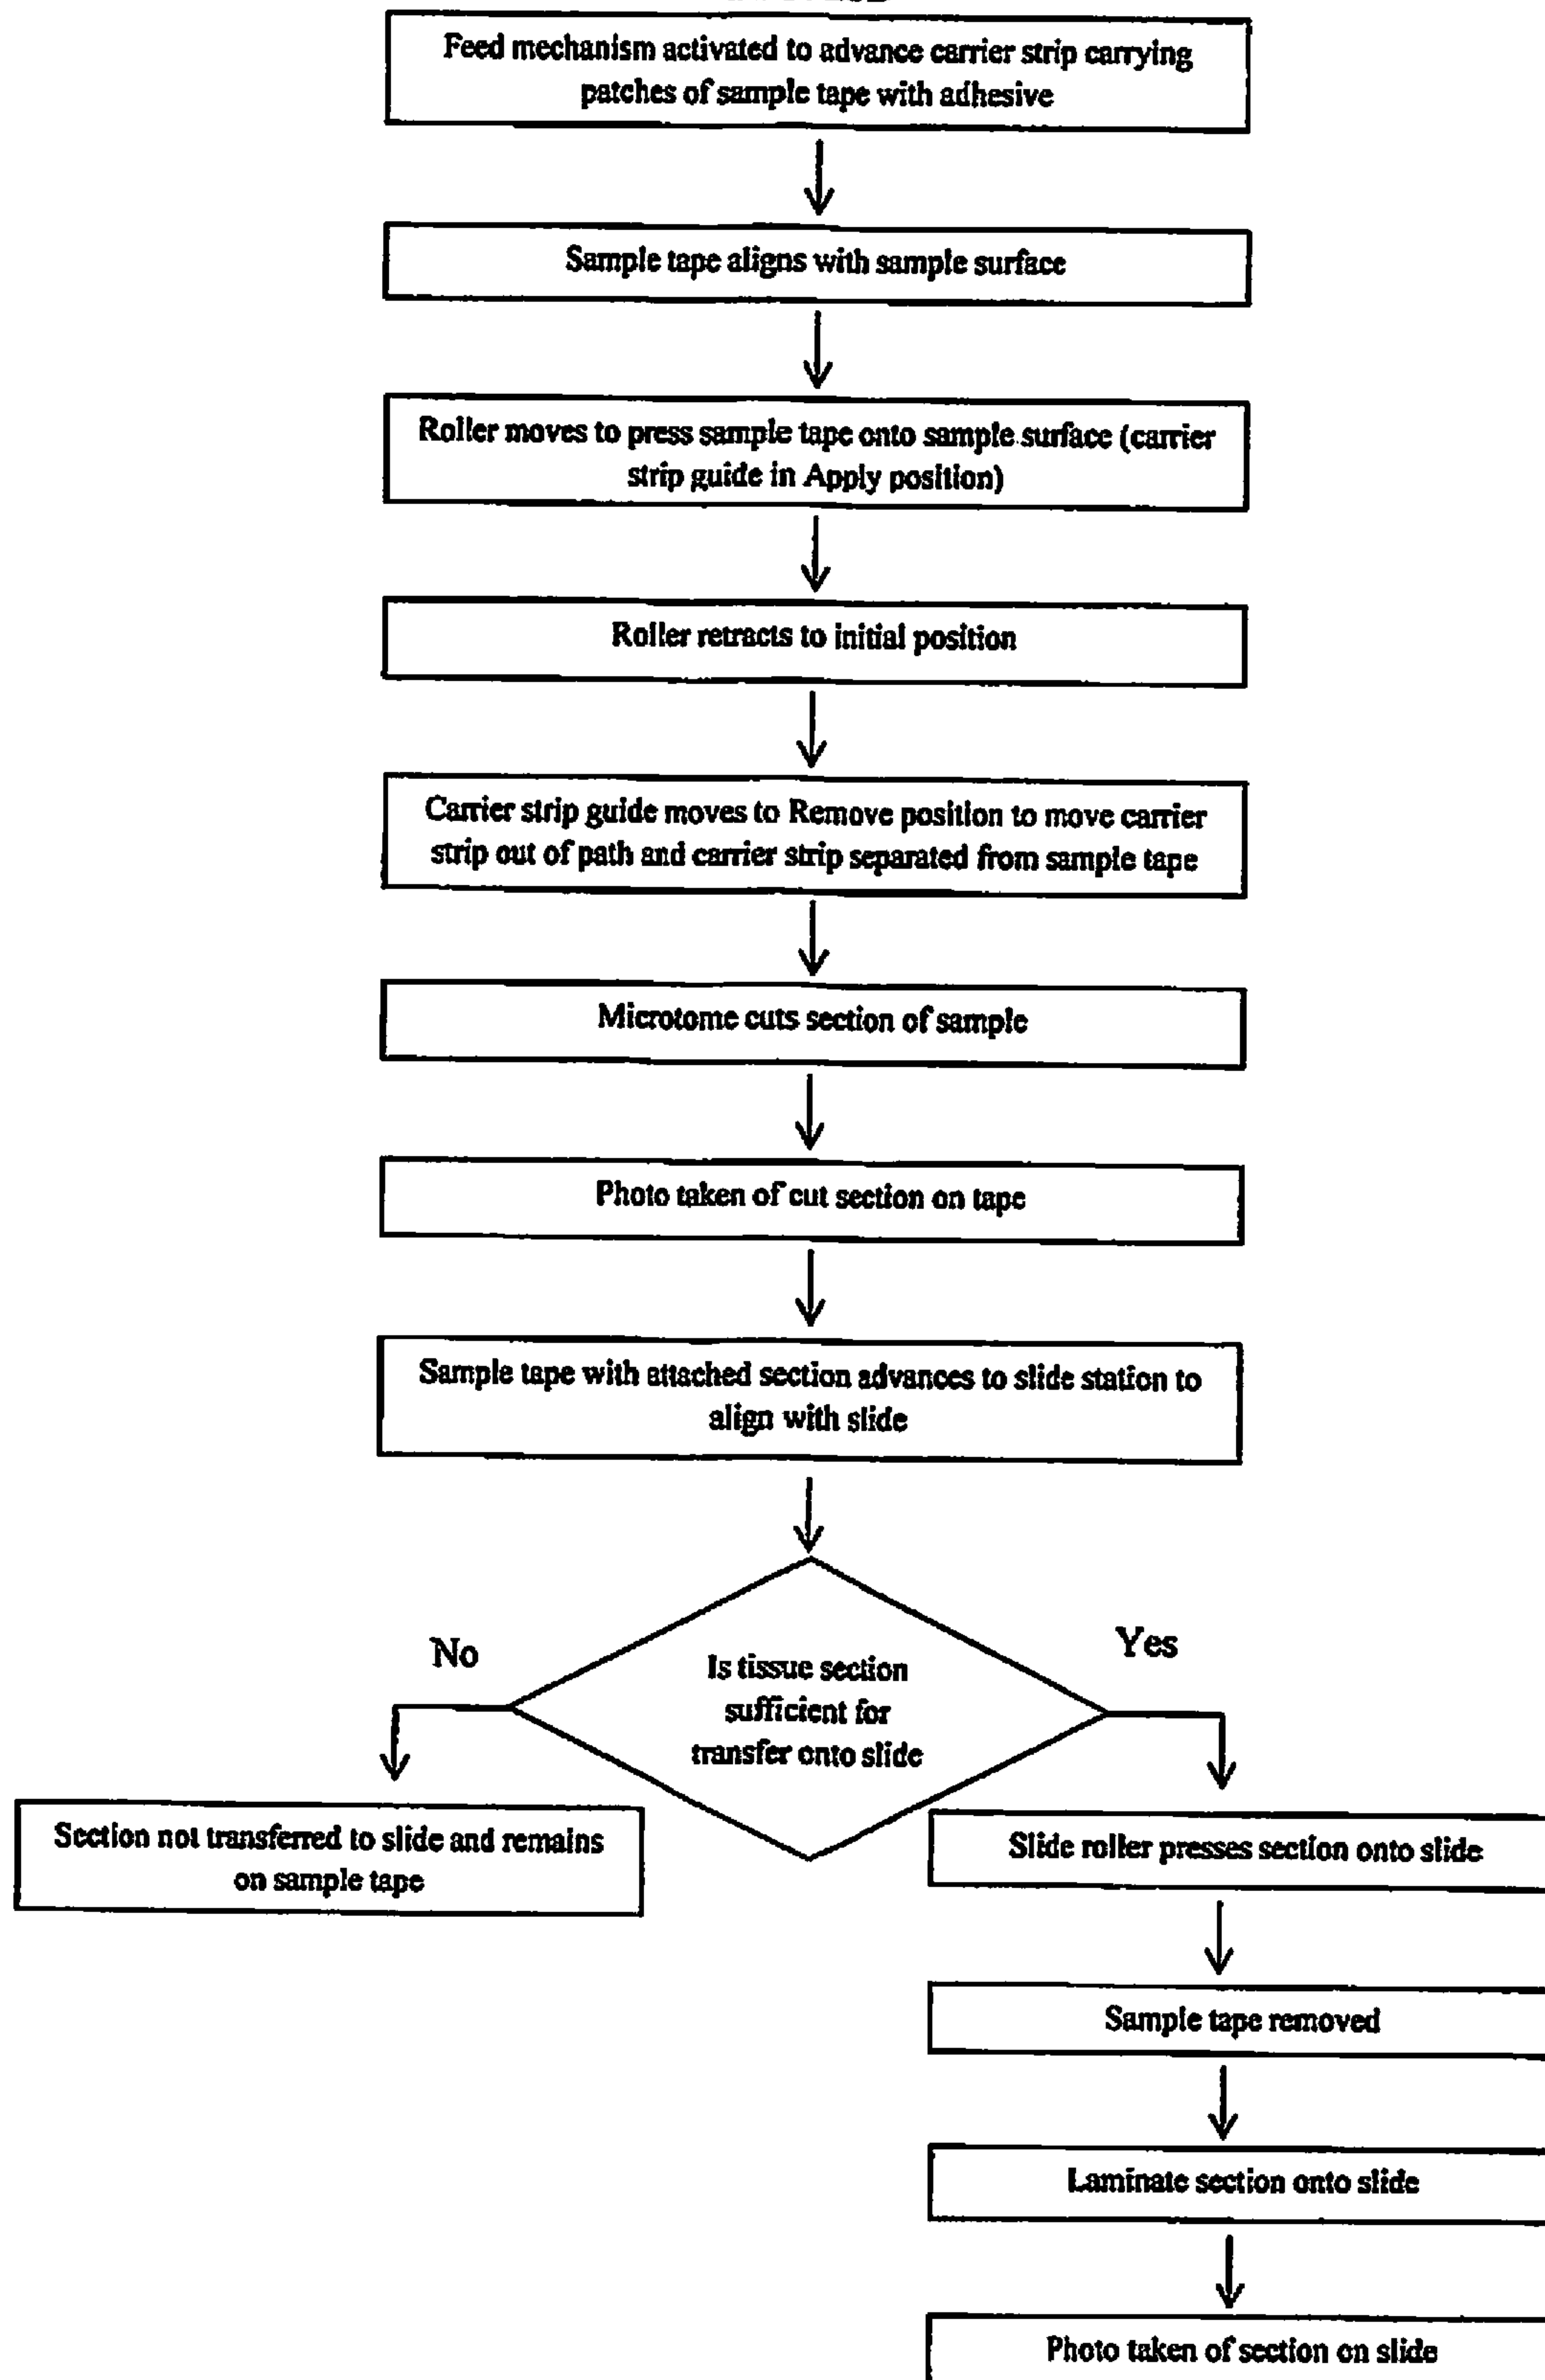 Feed mechanism activated to advance carrier strip carrying
patches of sample tape with adhesive
Sample tape aligns with sample surface
Roller moves to press sample tape onto sample surface (carrier
strip guide in Apply position)
Roller retracts to initial position
Carrier strip guide moves to Remove position to move carrier
strip out of path and carrier strip separated from sample tape
Microtome cuts section of sample
Photo taken of cut section on tape
Sample tape with attached section advances to slide station to
align with slide
No
Yes
Is tissue section
sufficient for
transfer onto slide
Section not transferred to slide and remains
on sample tape
Slide roller presses section onto slide
Sample tape removed
Laminate section onto slide
Photo taken of section on slide